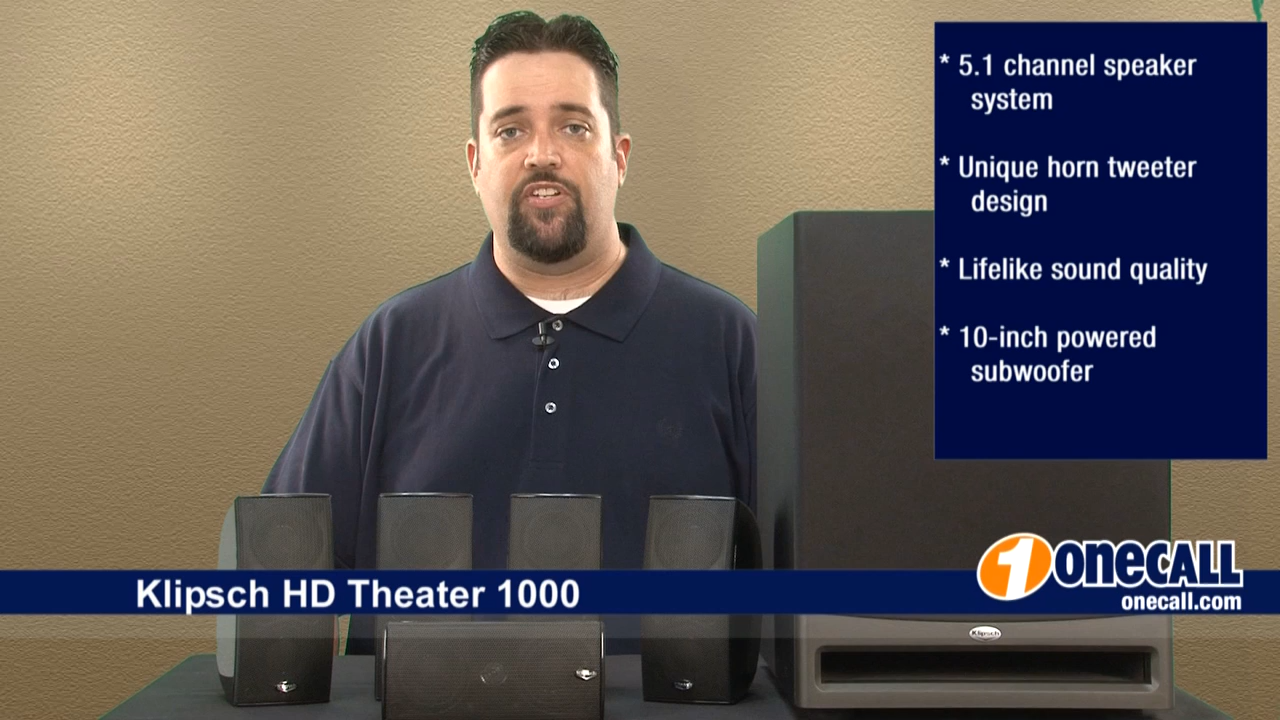 * 5.1 channel speaker
system
* Unique horn tweeter
design
* Lifelike sound quality
* 10-inch powered
subwoofer
Klipsch HD Theater 1000
1 onecall
onecall.com
Klipsch